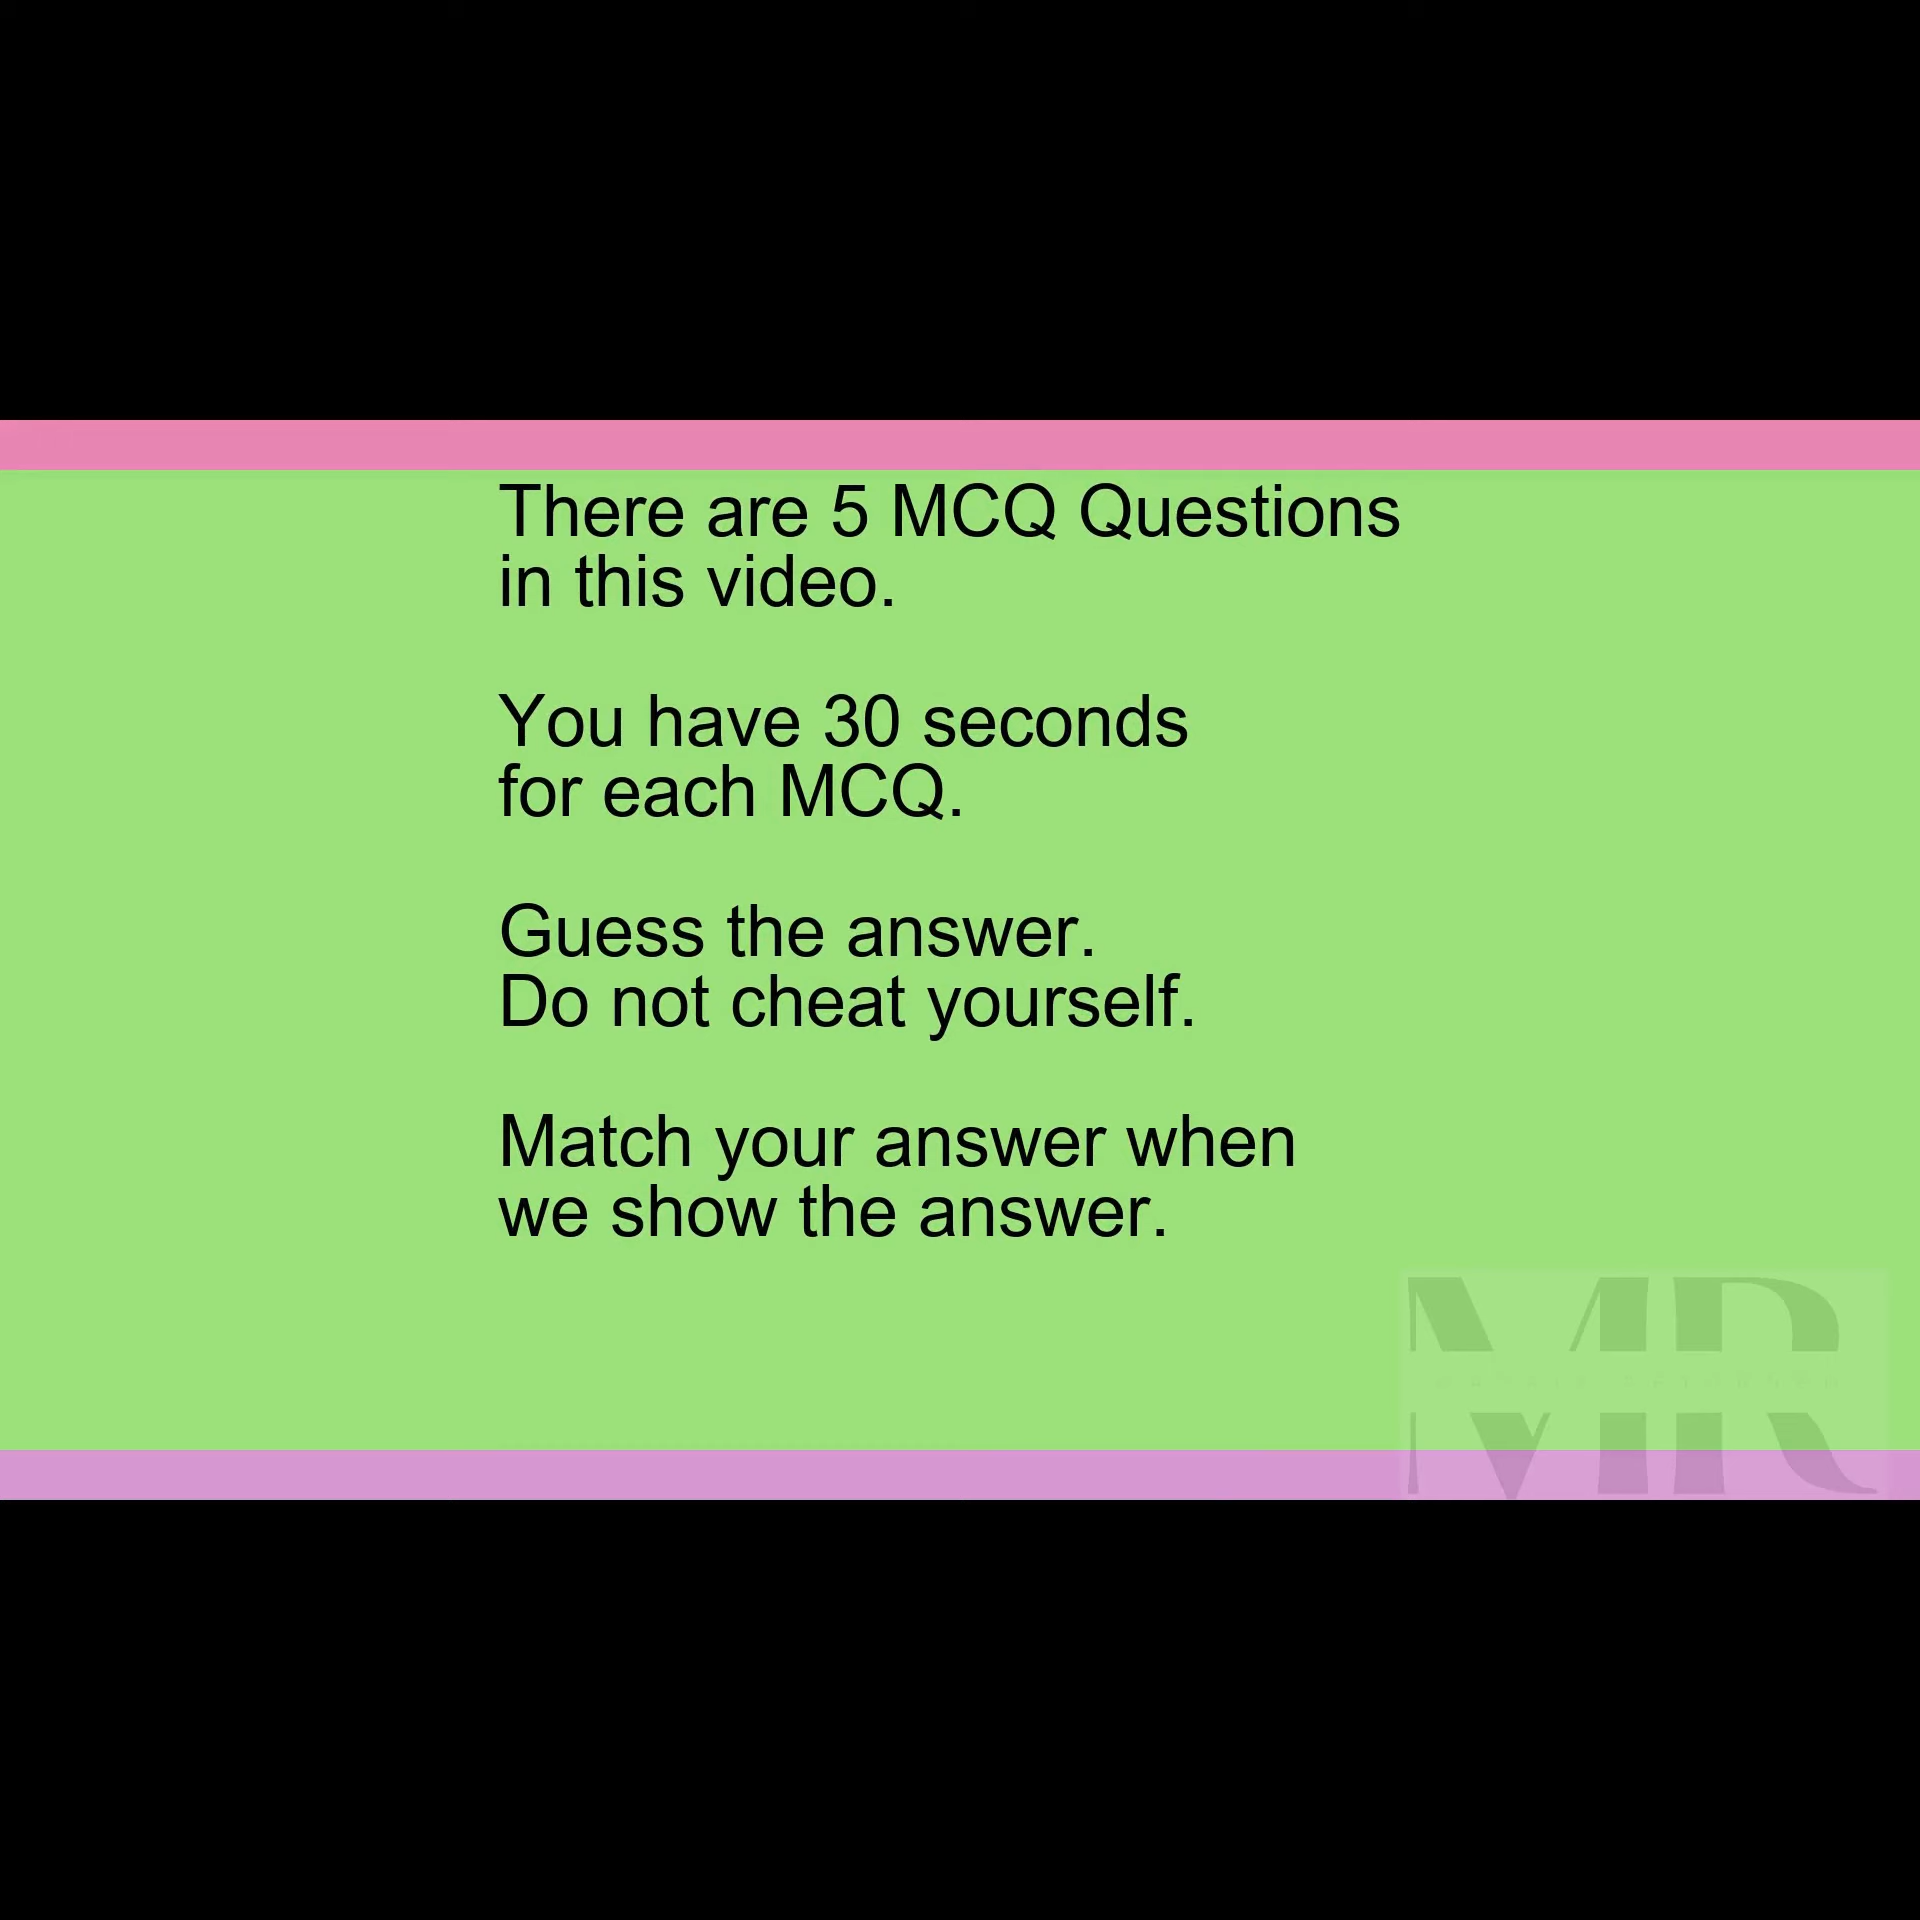 There are 5 MCQ Questions
in this video.
You have 30 seconds
for each MCQ.
Guess the answer.
Do not cheat yourself.
Match your answer when
we show the answer.
MR